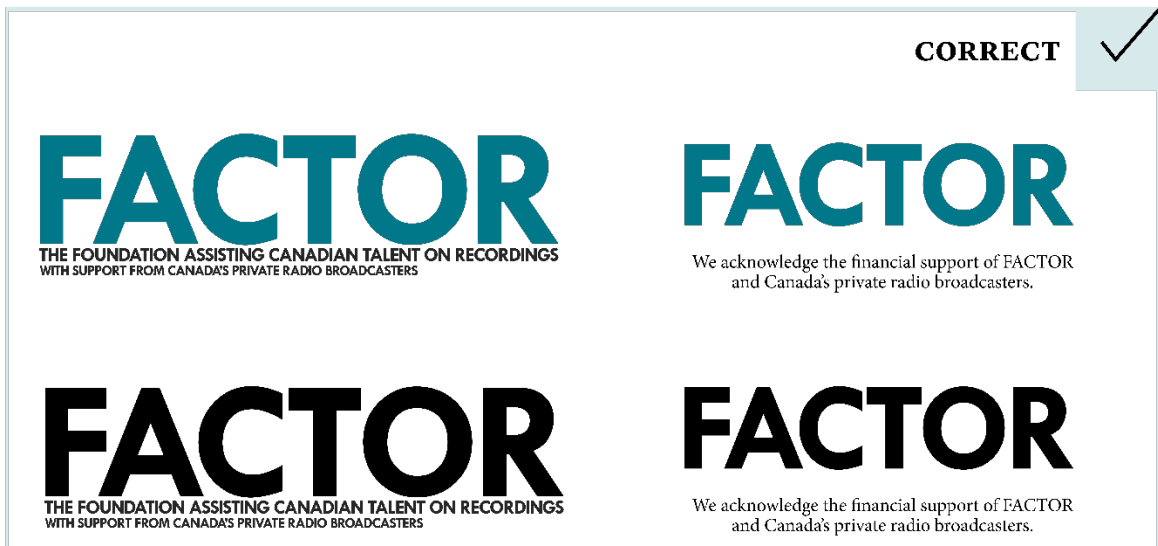 CORRECT
FACTOR
THE FOUNDATION ASSISTING CANADIAN TALENT ON RECORDINGS
WITH SUPPORT FROM CANADA'S PRIVATE RADIO BROADCASTERS
FACTOR
We acknowledge the financial support of FACTOR
and Canada's private radio broadcasters.
FACTOR
THE FOUNDATION ASSISTING CANADIAN TALENT ON RECORDINGS
WITH SUPPORT FROM CANADA'S PRIVATE RADIO BROADCASTERS
FACTOR
We acknowledge the financial support of FACTOR
and Canada's private radio broadcasters.